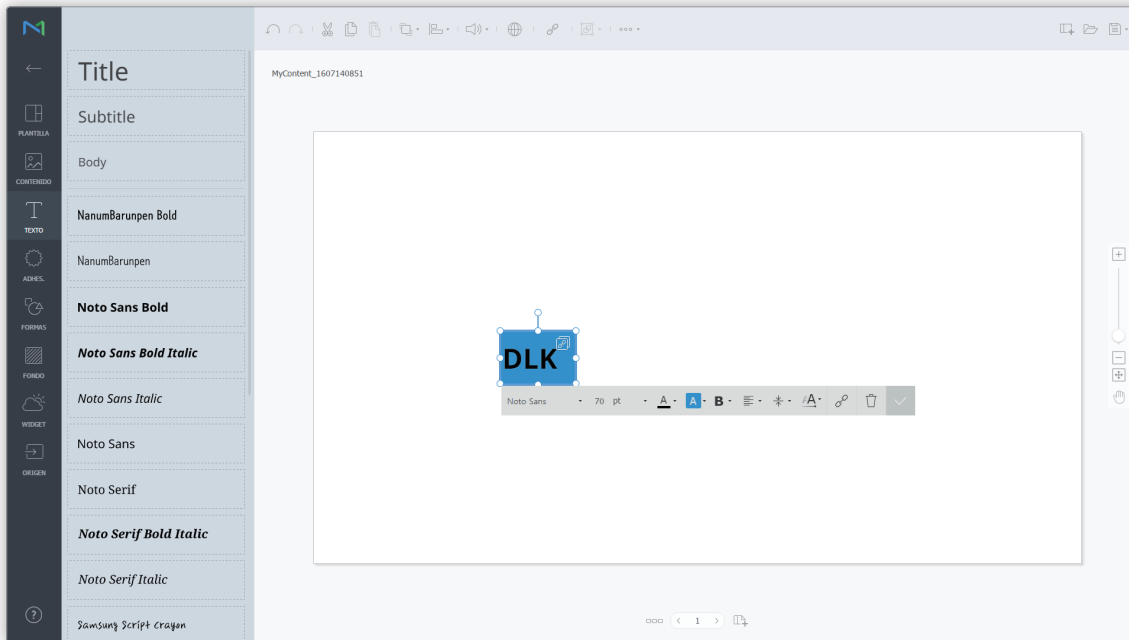 MyContent_1607140851
PLANTILLA
CONTENIDO
TEXTO
ADHES.
FORMAS
FONDO
WIDGET
ORIGEN
?
Title
Subtitle
Body
NanumBarunpen Bold
NanumBarunpen
Noto Sans Bold
Noto Sans Bold Italic
Noto Sans Italic
Noto Sans
Noto Serif
Noto Serif Bold Italic
Noto Serif Italic
Samsung Script Crayon
DLK
Noto Sans 70 pt A A B AA
1